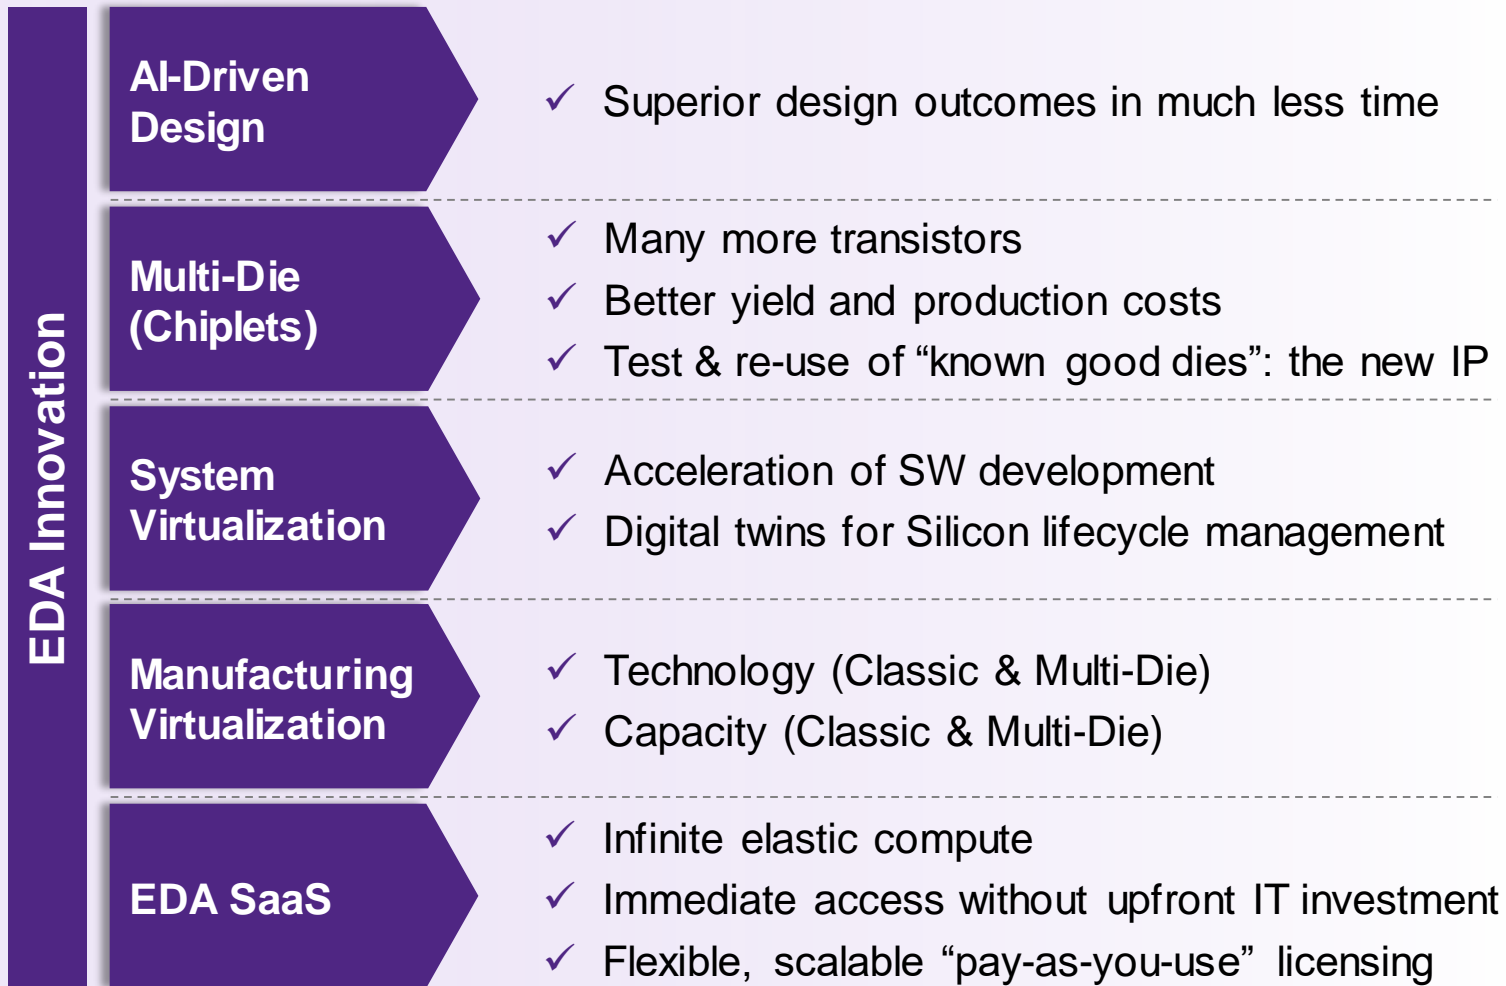 EDA Innovation
AI-Driven
Design
✓ Superior design outcomes in much less time
Multi-Die
(Chiplets)
✓ Many more transistors
✓ Better yield and production costs
✓ Test & re-use of “known good dies”: the new IP
System
Virtualization
✓ Acceleration of SW development
✓ Digital twins for Silicon lifecycle management
Manufacturing
Virtualization
✓ Technology (Classic & Multi-Die)
✓ Capacity (Classic & Multi-Die)
EDA SaaS
✓ Infinite elastic compute
✓ Immediate access without upfront IT investment
✓ Flexible, scalable “pay-as-you-use” licensing